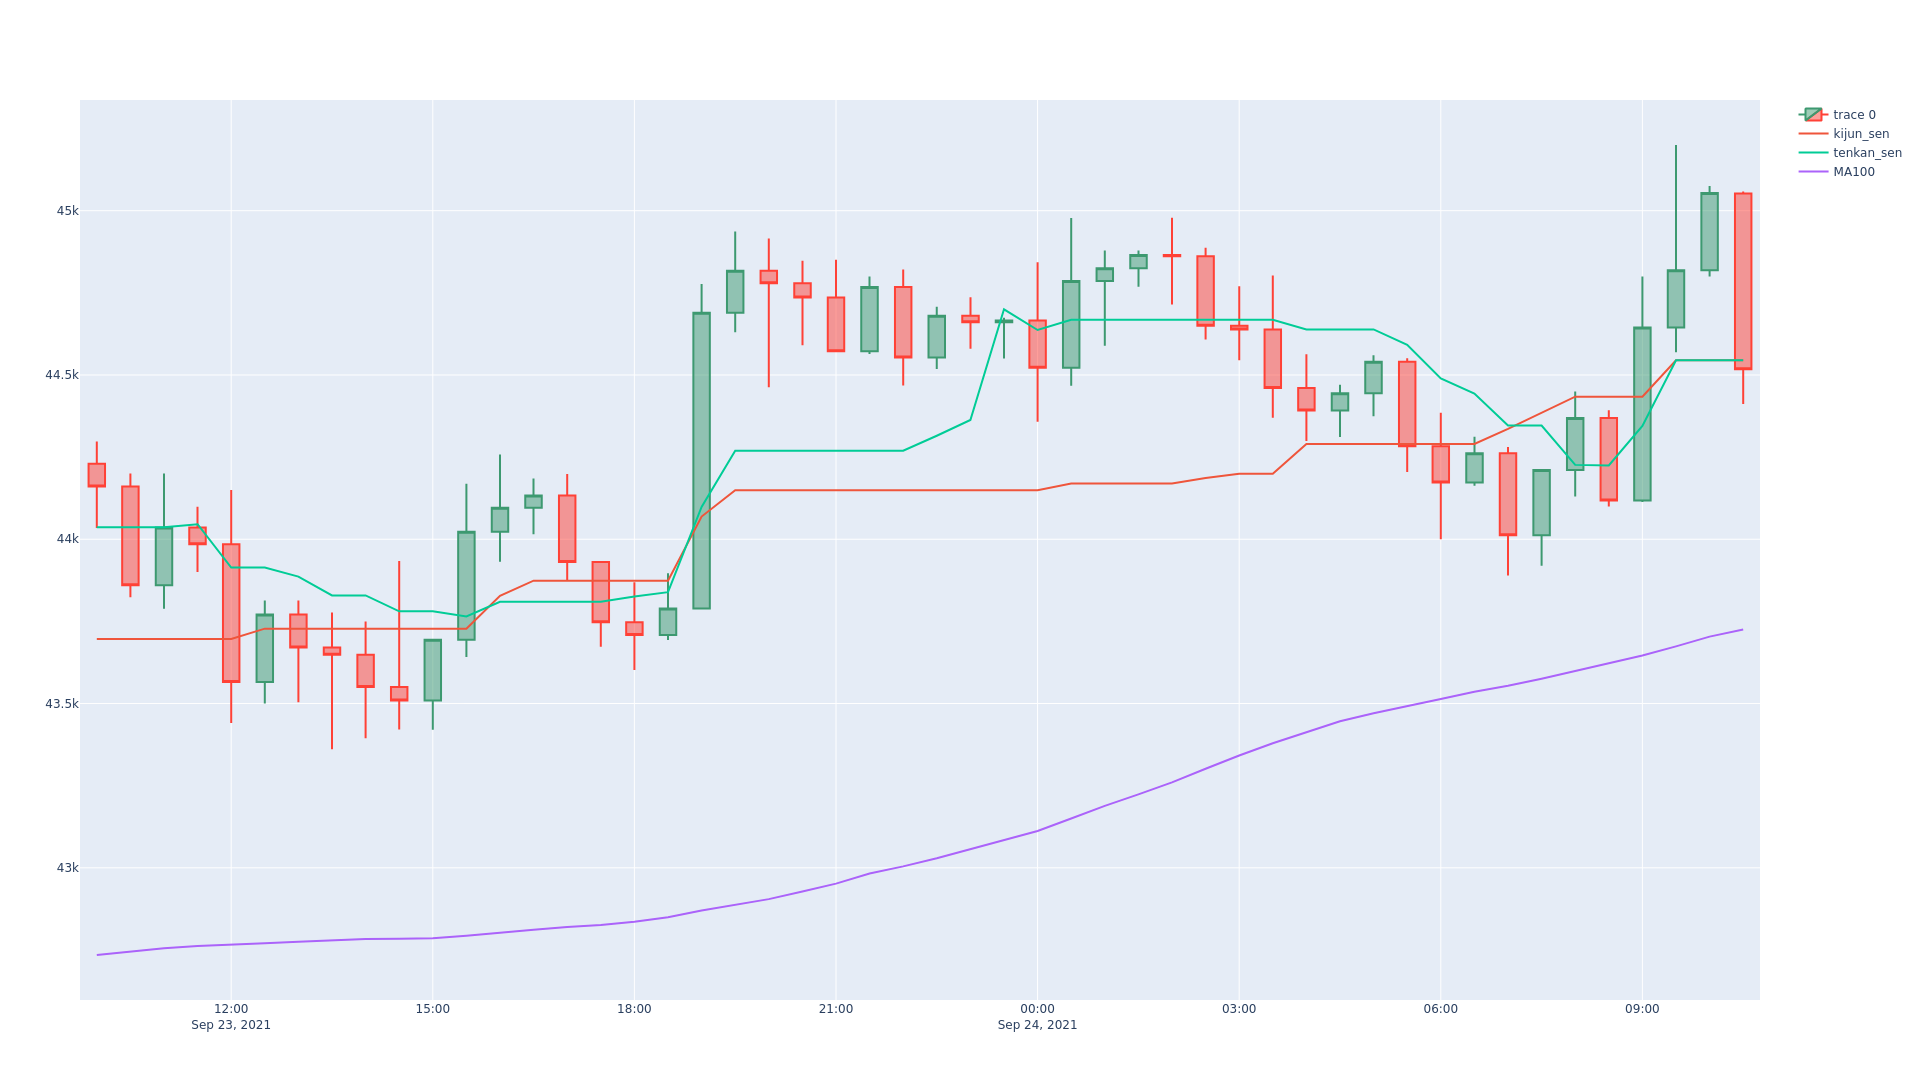 trace 0
kijun_sen
tenkan_sen
MA100
45k
44.5k
44k
43.5k
43k
12:00 15:00 18:00 21:00 00:00 03:00 06:00 09:00
Sep 23, 2021 Sep 24, 2021